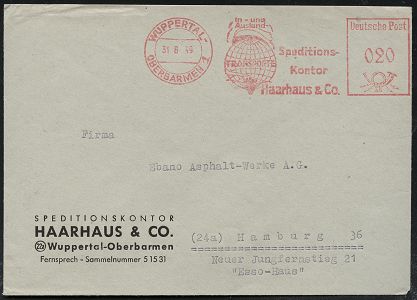 WUPPERTAL-
OBERBARMEN 1
31.8.49
In - und
Ausland-
TRANSPORTE
Speditions-
Kontor
Haarhaus & Co.
Deutsche Post
020
Firma
Ebano Asphalt-Werke A.G.
(24a) Hamburg 36
Neuer Jungfernstieg 21
"Esso-Haus"
SPEDITIONSKONTOR
HAARHAUS & CO.
22a Wuppertal-Oberbarmen
Fernsprech - Sammelnummer 51531